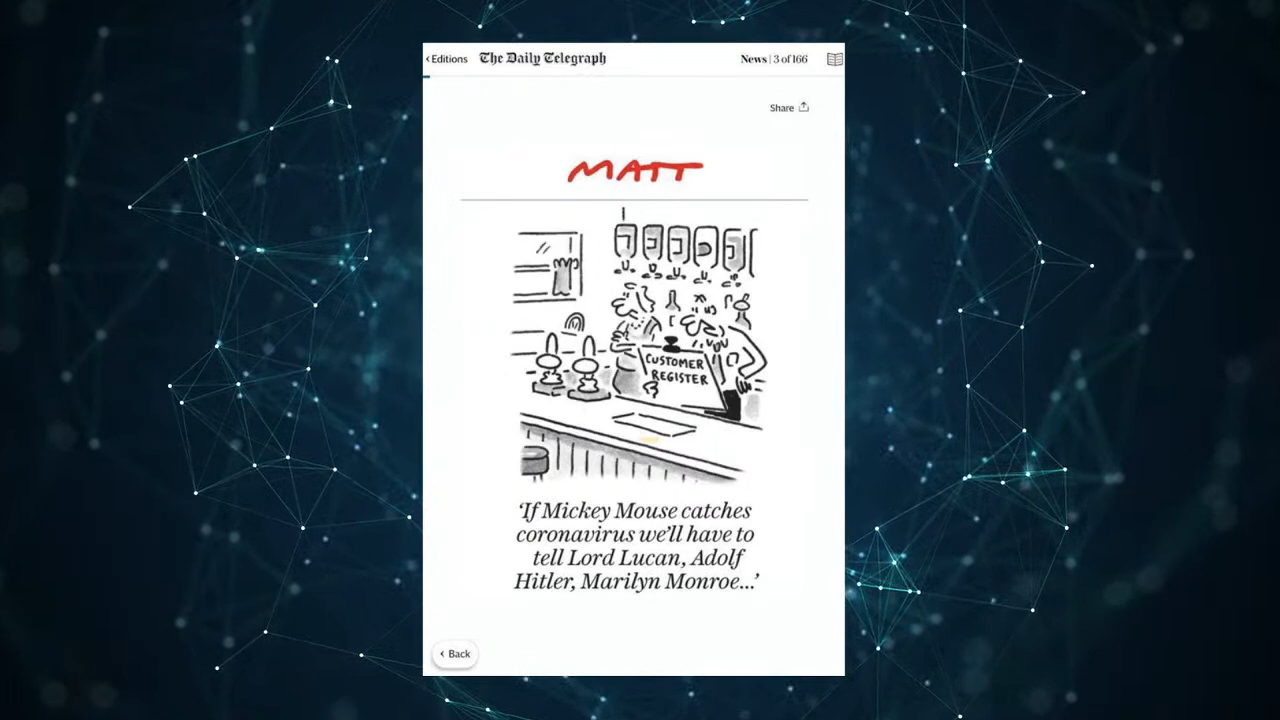 ‹Editions The Daily Telegraph News | 3 of 166
Share
MATT
CUSTOMER
REGISTER
‘If Mickey Mouse catches
coronavirus we’ll have to
tell Lord Lucan, Adolf
Hitler, Marilyn Monroe...’
‹ Back